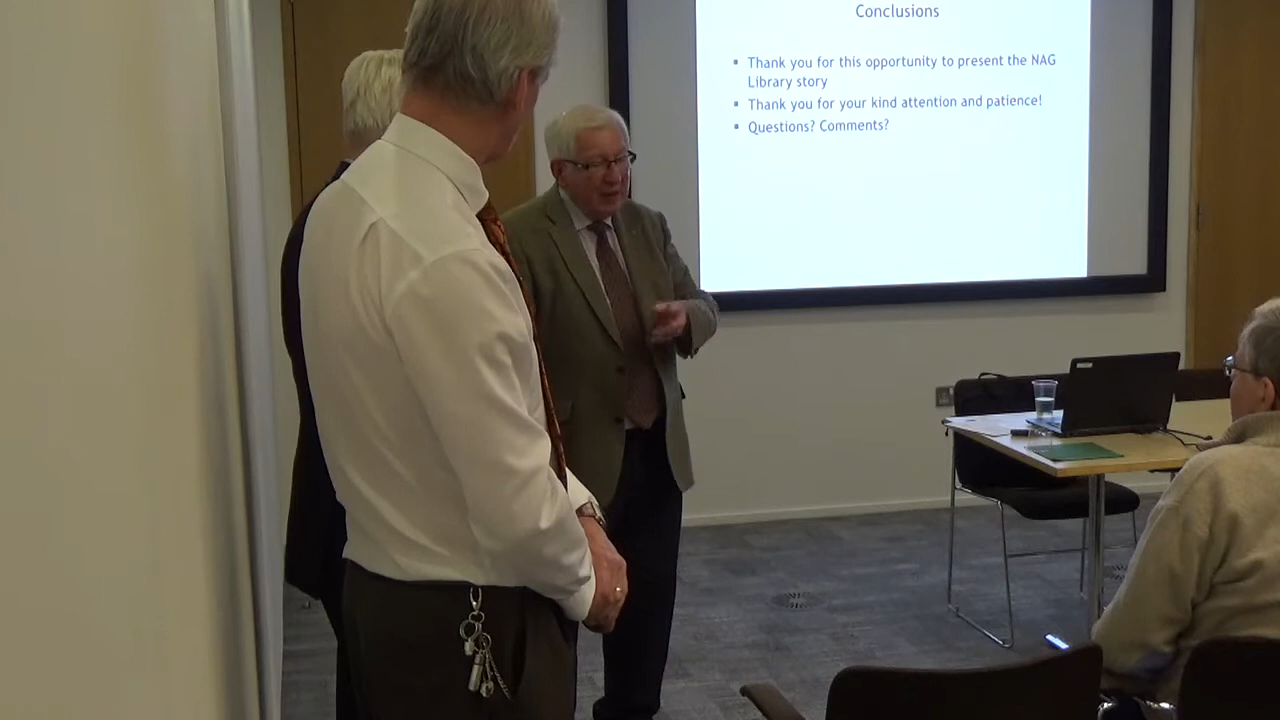 Conclusions
▪ Thank you for this opportunity to present the NAG
Library story
▪ Thank you for your kind attention and patience!
▪ Questions? Comments?